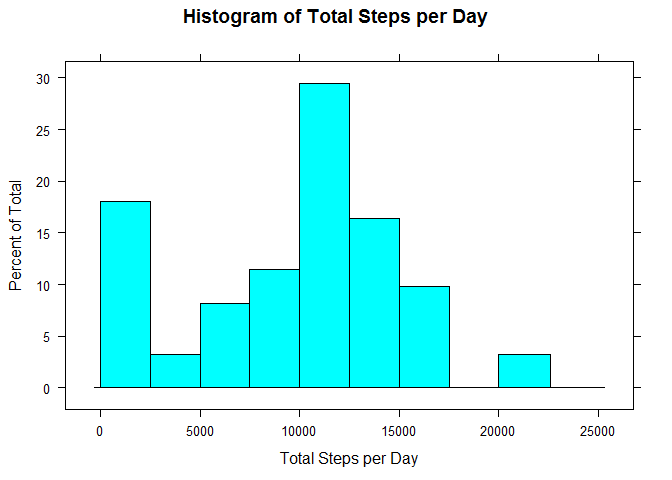 Histogram of Total Steps per Day
Percent of Total
30
25
20
15
10
5
0
0 5000 10000 15000 20000 25000
Total Steps per Day